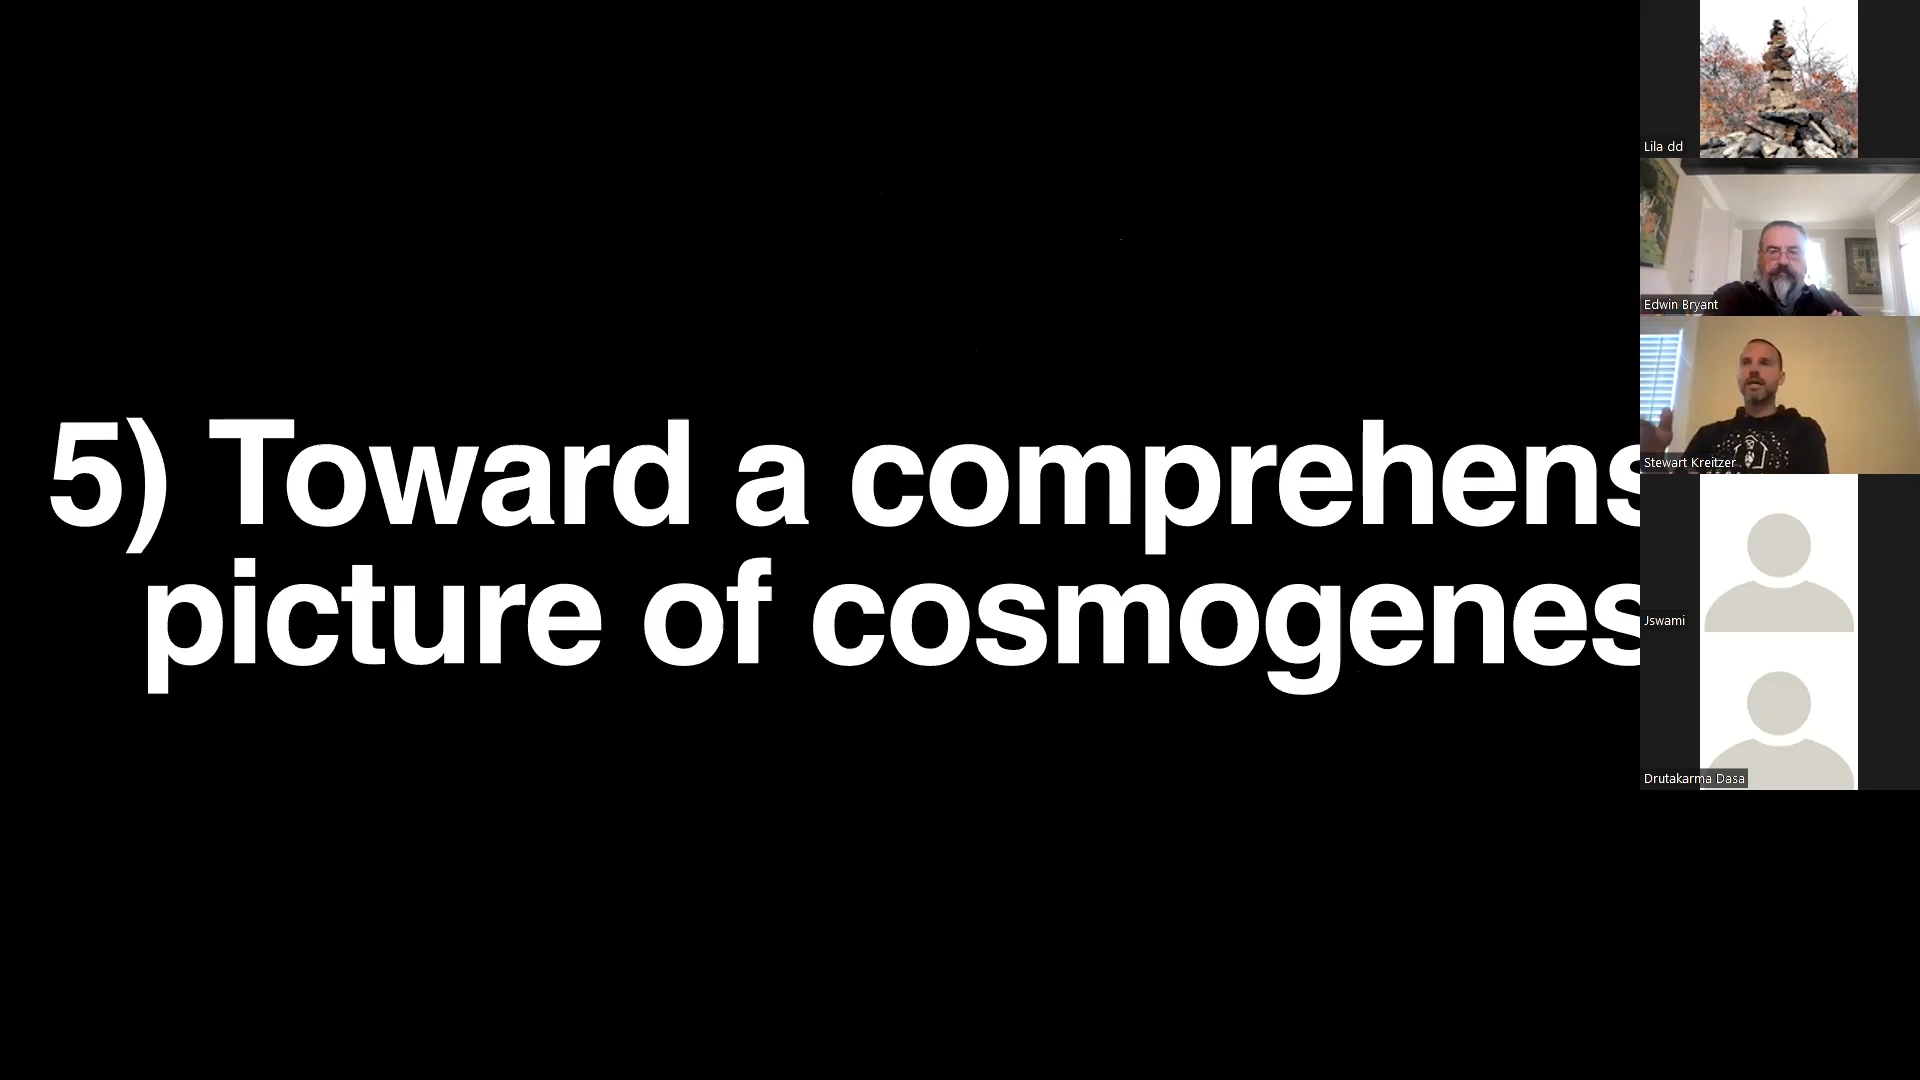 5) Toward a comprehens
picture of cosmogenes
Lila dd
Edwin Bryant
Stewart Kreitzer
Jswami
Drutakarma Dasa